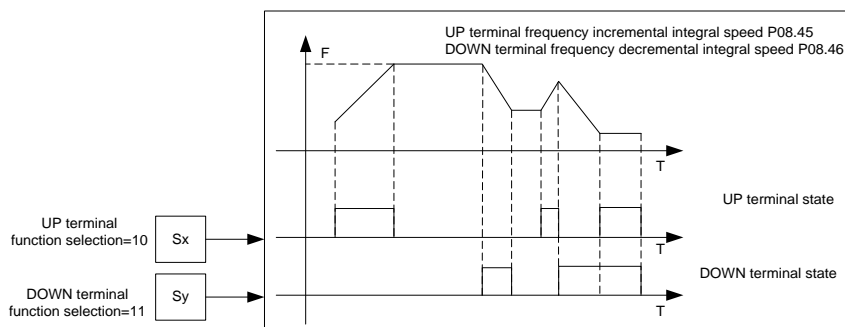 UP terminal frequency incremental integral speed P08.45
DOWN terminal frequency decremental integral speed P08.46
F
T
UP terminal state
UP terminal
function selection=10
Sx
T
DOWN terminal state
DOWN terminal
function selection=11
Sy
T